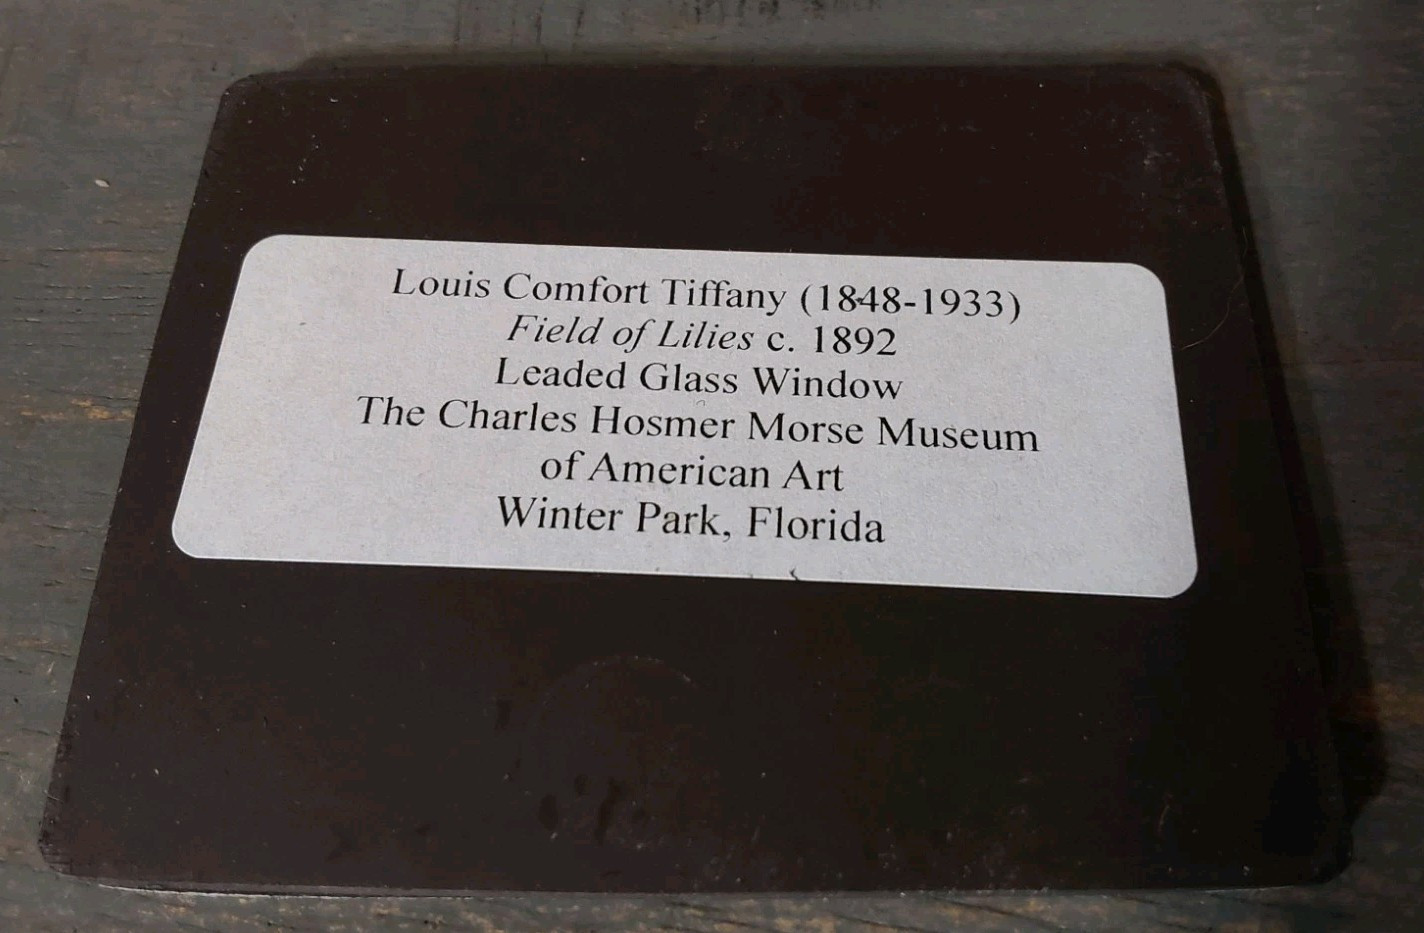 Louis Comfort Tiffany (1848-1933)
Field of Lilies c. 1892
Leaded Glass Window
The Charles Hosmer Morse Museum
of American Art
Winter Park, Florida